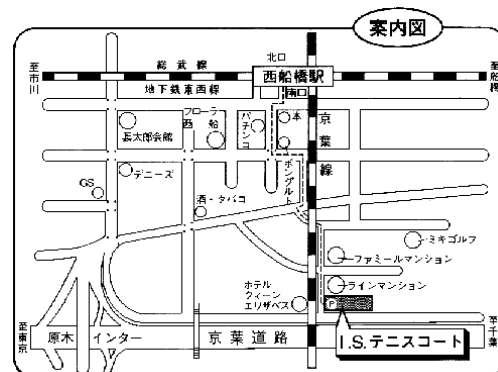 案内図
北口
至市川
総武線
西船橋駅
至船橋
地下鉄東西線
南口
フローラ西船
パチンコ
本
京葉線
長太郎会館
ボングルト
デニーズ
GS
酒・タバコ
ミキゴルフ
ファミールマンション
ホテルウィーンエリザベス
ラインマンション
P
至東京
原木インター
京葉道路
I.S.テニスコート
至千葉